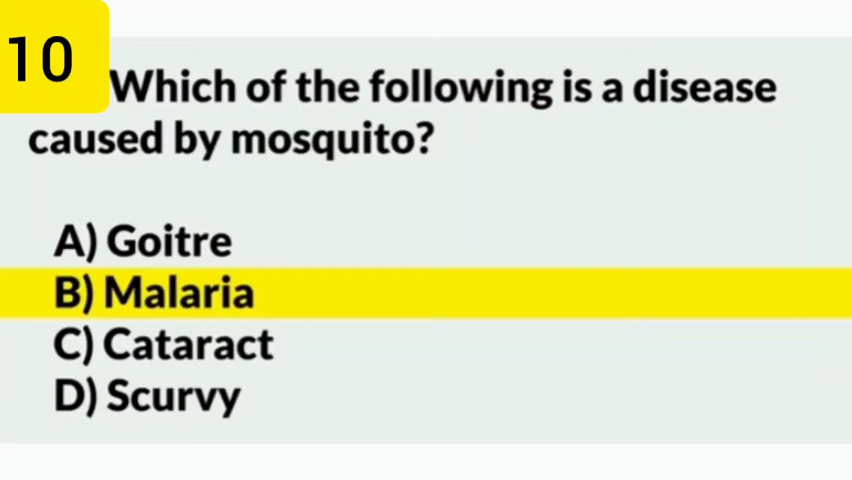 10
Which of the following is a disease
caused by mosquito?
A) Goitre
B) Malaria
C) Cataract
D) Scurvy